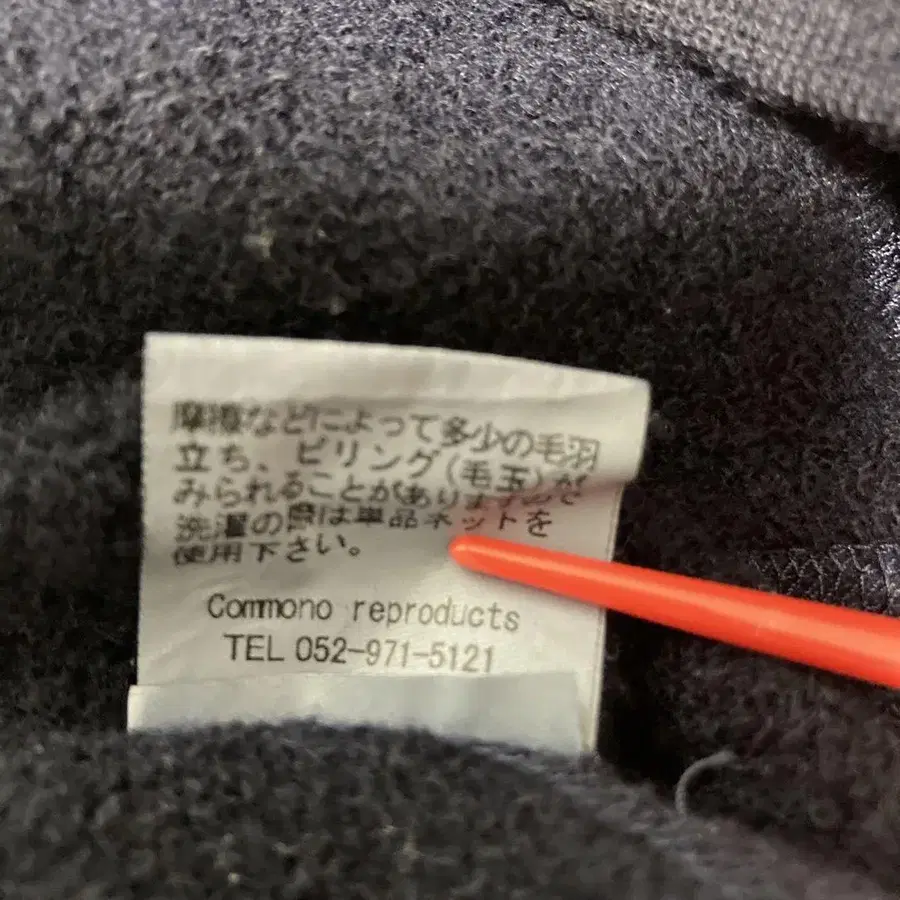 摩擦などによって多少の毛羽
立ち、ピリング(毛玉)が
みられることがありますので
洗濯の際は単品ネットを
使用下さい。
Commono reproducts
TEL 052-971-5121